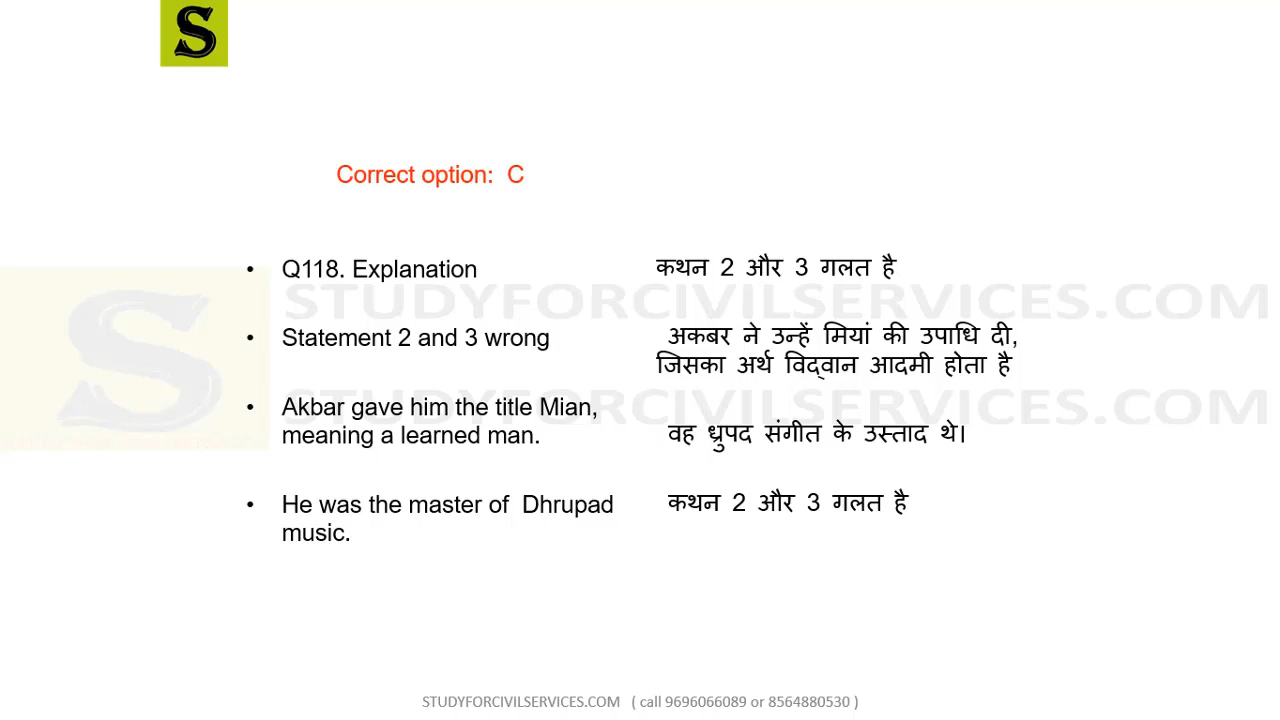 S
Correct option: C
• Q118. Explanation
• Statement 2 and 3 wrong
• Akbar gave him the title Mian,
meaning a learned man.
• He was the master of Dhrupad
music.
कथन 2 और 3 गलत है
अकबर ने उन्हें मियां की उपाधि दी,
जिसका अर्थ विद्वान आदमी होता है
वह ध्रुपद संगीत के उस्ताद थे।
कथन 2 और 3 गलत है
S
STUDYFORCIVILSERVICES.COM
STUDYFORCIVILSERVICES.COM
STUDYFORCIVILSERVICES.COM ( call 9696066089 or 8564880530 )